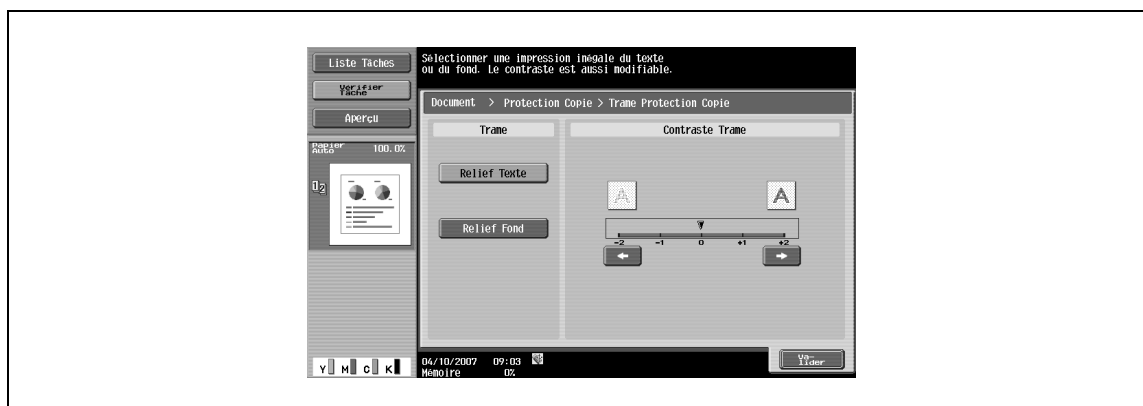 Liste Tâches
Sélectionner une impression inégale du texte
ou du fond. Le contraste est aussi modifiable.
Vérifier
Tâche
Aperçu
Document > Protection Copie > Trame Protection Copie
Trame
Contraste Trame
Papier
Auto 100.0%
Relief Texte
Relief Fond
A
A
-2 -1 0 +1 +2
04/10/2007 09:03
Mémoire 0%
Y M C K
Va-
lider